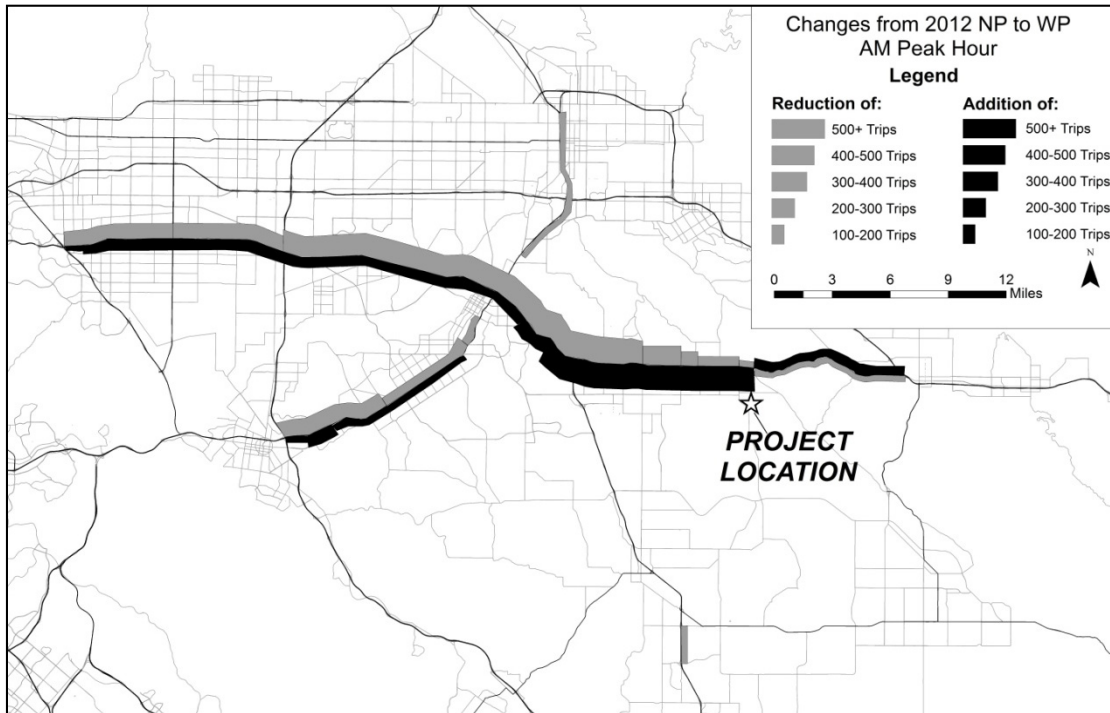 Changes from 2012 NP to WP
AM Peak Hour
Legend
Reduction of:
500+ Trips
400-500 Trips
300-400 Trips
200-300 Trips
100-200 Trips
Addition of:
500+ Trips
400-500 Trips
300-400 Trips
200-300 Trips
100-200 Trips
N
0 3 6 9 12
Miles
PROJECT
LOCATION